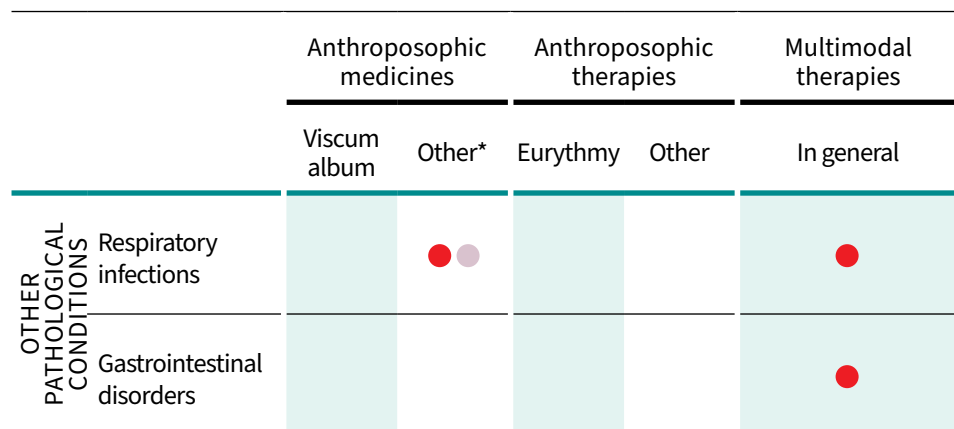 Anthroposophic
medicines
Anthroposophic
therapies
Multimodal
therapies
Viscum
album
Other*
Eurythmy
Other
In general
OTHER
PATHOLOGICAL
CONDITIONS
Respiratory
infections
Gastrointestinal
disorders